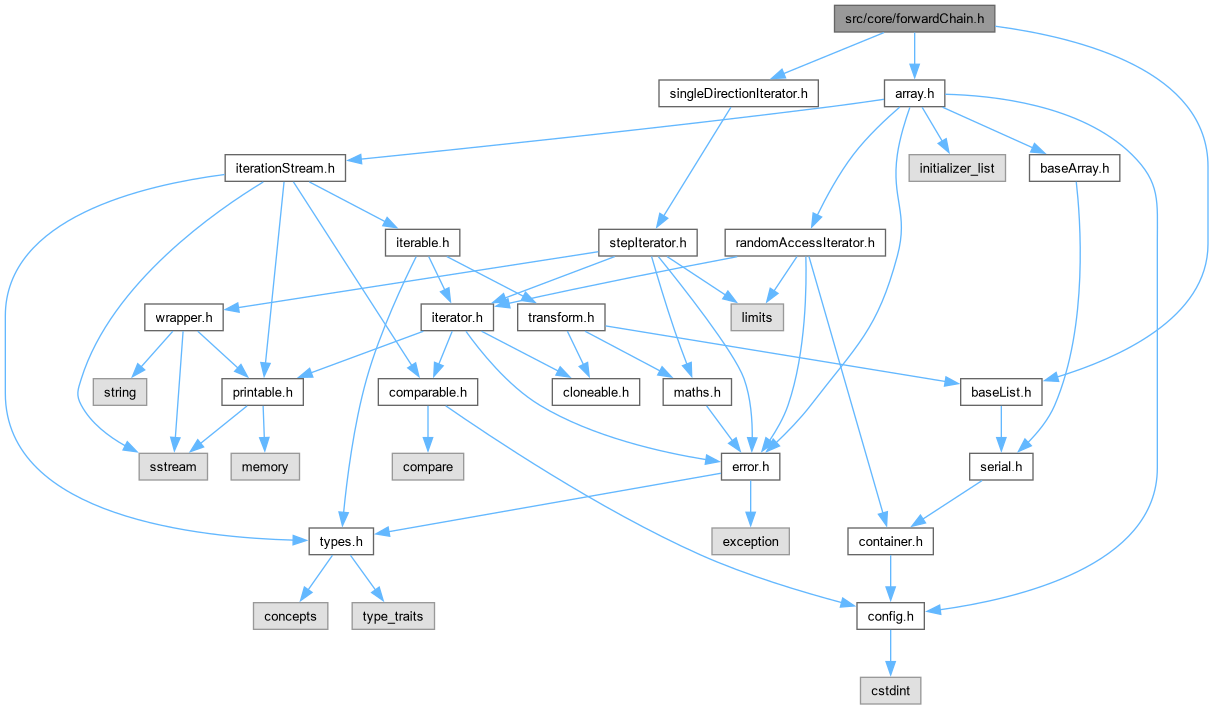 src/core/forwardChain.h
singleDirectionIterator.h
array.h
iterationStream.h
initializer_list
baseArray.h
iterable.h
stepIterator.h
randomAccessIterator.h
wrapper.h
iterator.h
transform.h
limits
string
printable.h
comparable.h
cloneable.h
maths.h
baseList.h
sstream
memory
compare
error.h
serial.h
types.h
exception
container.h
concepts
type_traits
config.h
cstdint